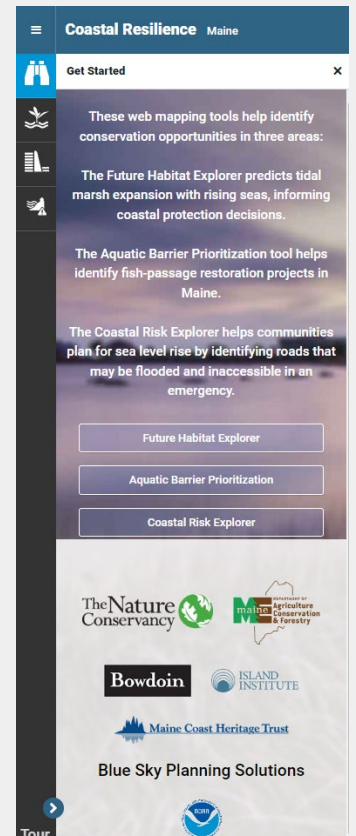 Coastal Resilience Maine
Get Started
These web mapping tools help identify
conservation opportunities in three areas:
The Future Habitat Explorer predicts tidal
marsh expansion with rising seas, informing
coastal protection decisions.
The Aquatic Barrier Prioritization tool helps
identify fish-passage restoration projects in
Maine.
The Coastal Risk Explorer helps communities
plan for sea level rise by identifying roads that
may be flooded and inaccessible in an
emergency.
Future Habitat Explorer
Aquatic Barrier Prioritization
Coastal Risk Explorer
The Nature
Conservancy
DEPARTMENT OF
maine Agriculture
Conservation
& Forestry
Bowdoin
ISLAND
INSTITUTE
Maine Coast Heritage Trust
Blue Sky Planning Solutions
NOAA
Tour